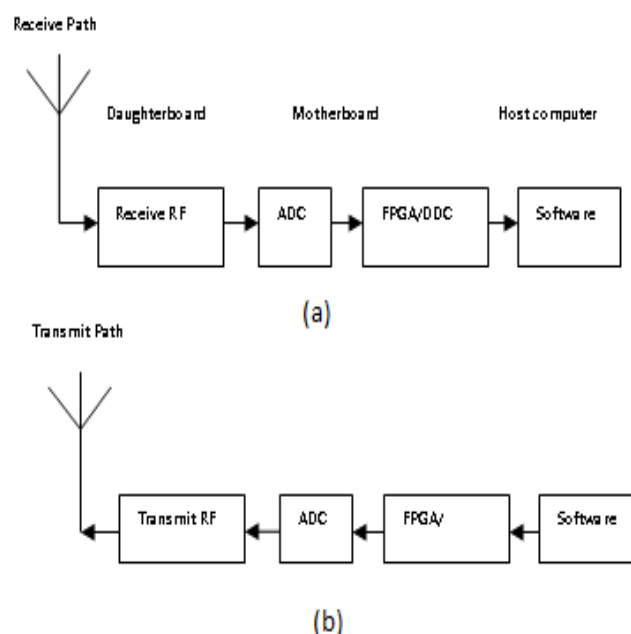 Receive Path
Daughterboard Motherboard Host computer
Receive RF ADC FPGA/DDC Software
(a)
Transmit Path
Transmit RF ADC FPGA/ Software
(b)